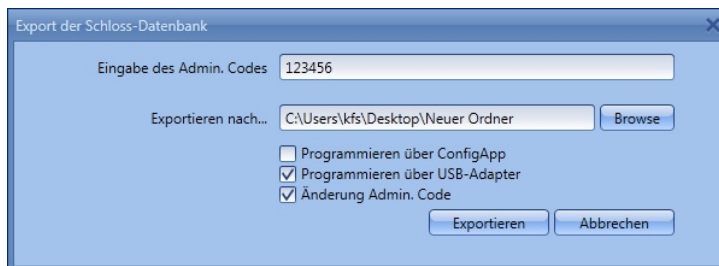 Export der Schloss-Datenbank
Eingabe des Admin. Codes 123456
Exportieren nach... C:\Users\kfs\Desktop\Neuer Ordner Browse
Programmieren über ConfigApp
Programmieren über USB-Adapter
Änderung Admin. Code
Exportieren Abbrechen